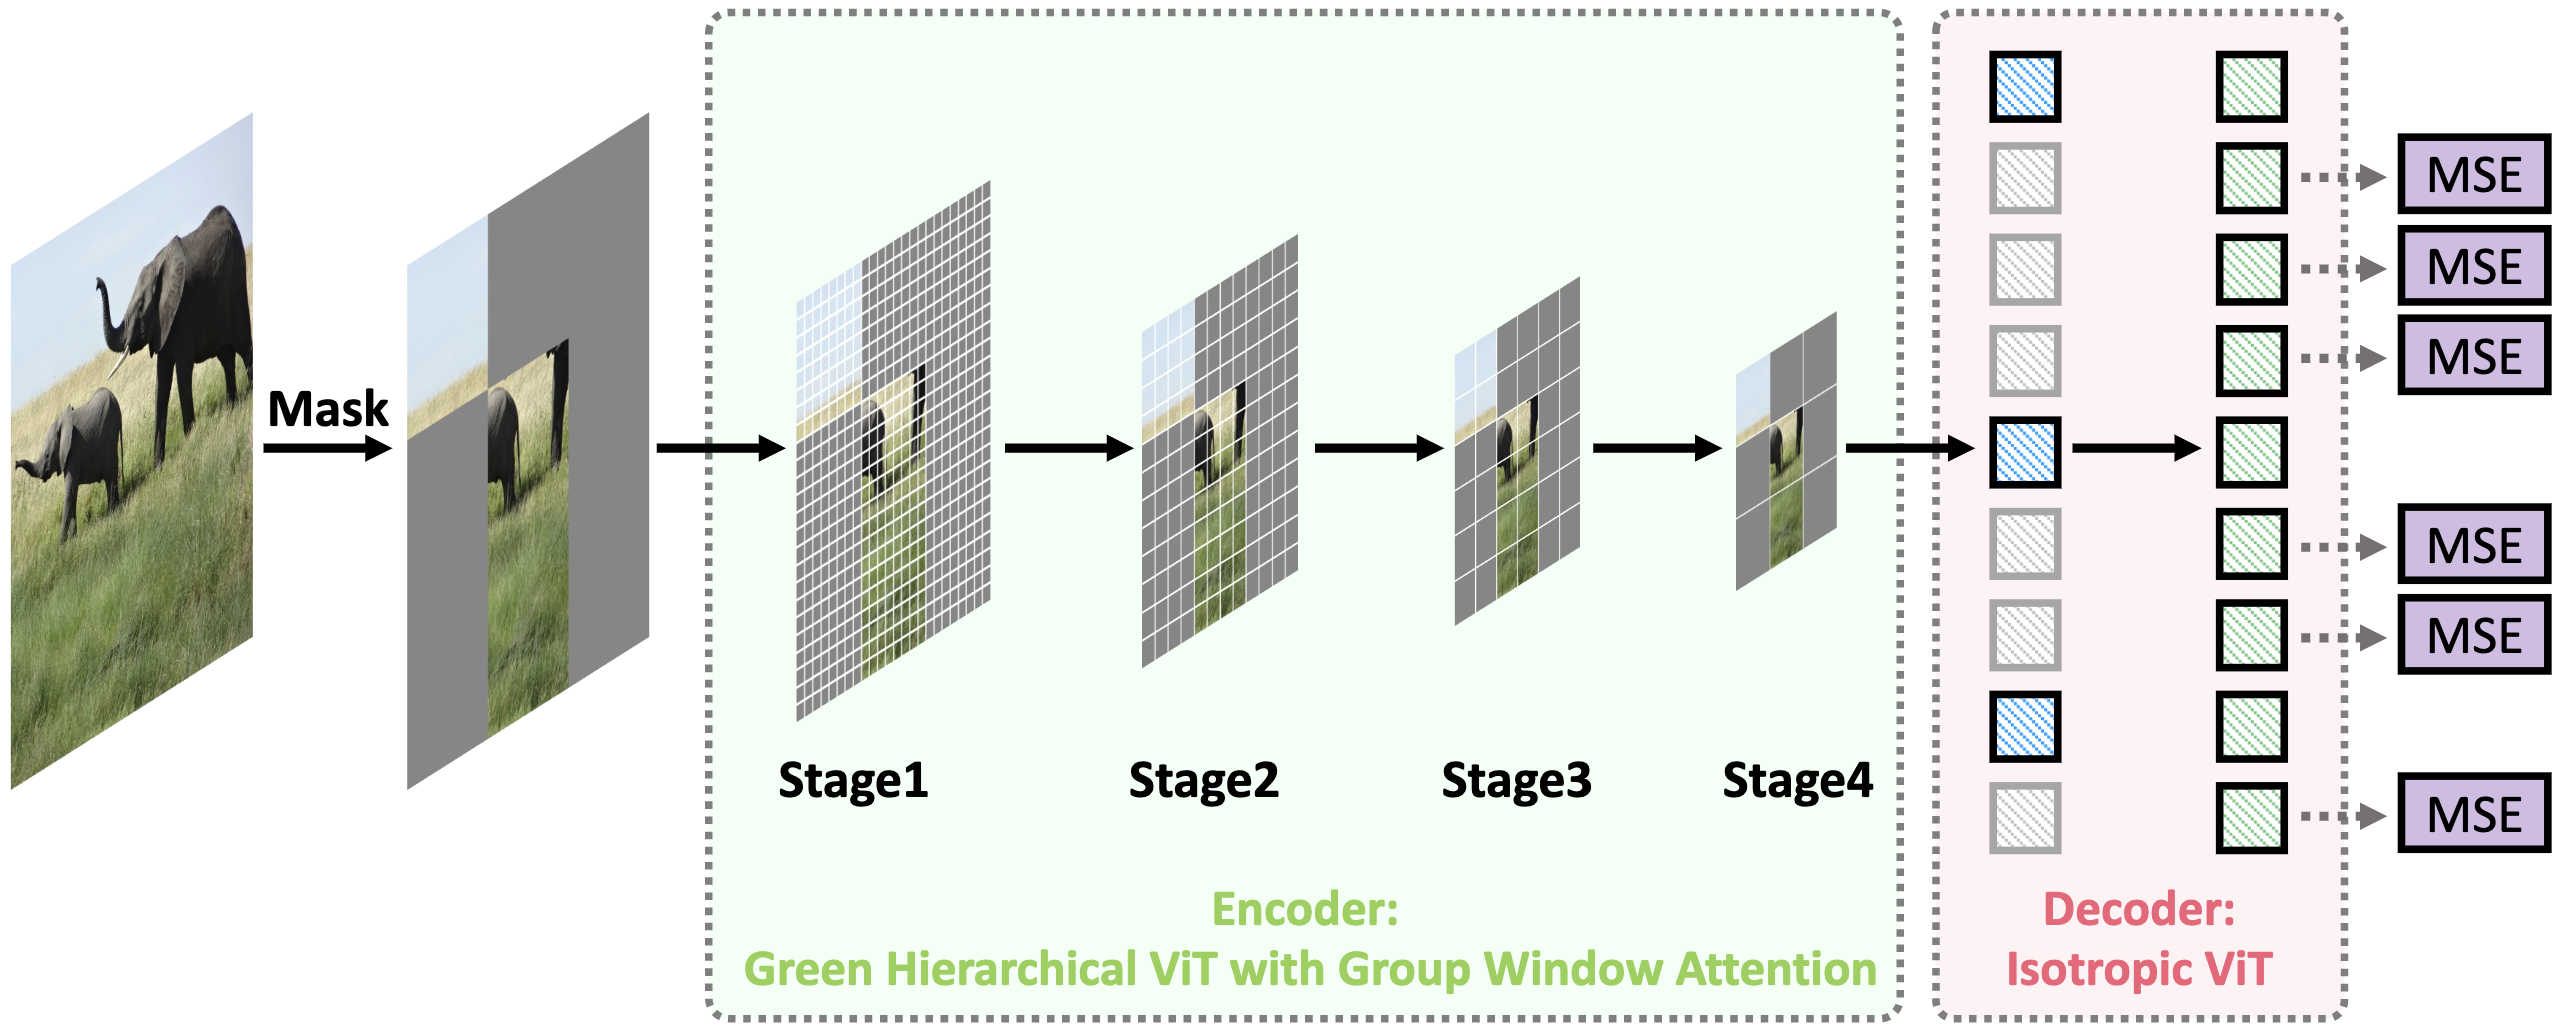 Mask
Stage1
Stage2
Stage3
Stage4
Encoder:
Green Hierarchical ViT with Group Window Attention
Decoder:
Isotropic ViT
MSE
MSE
MSE
MSE
MSE
MSE